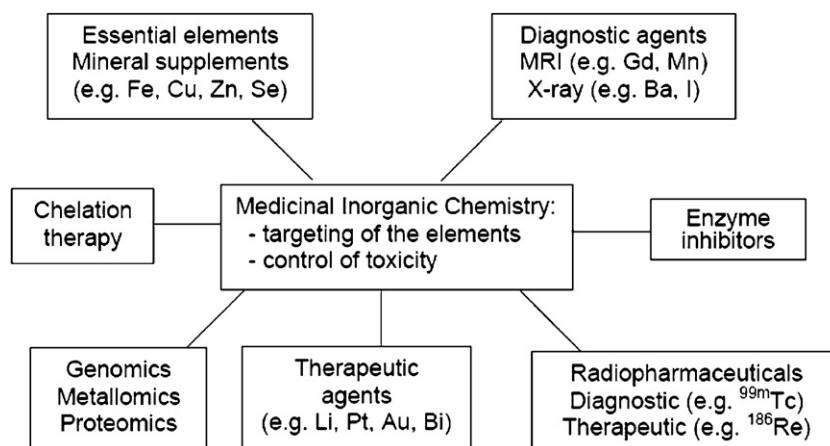 Essential elements
Mineral supplements
(e.g. Fe, Cu, Zn, Se)
Diagnostic agents
MRI (e.g. Gd, Mn)
X-ray (e.g. Ba, I)
Chelation
therapy
Medicinal Inorganic Chemistry:
- targeting of the elements
- control of toxicity
Enzyme
inhibitors
Genomics
Metallomics
Proteomics
Therapeutic
agents
(e.g. Li, Pt, Au, Bi)
Radiopharmaceuticals
Diagnostic (e.g. ⁹⁹ᵐTc)
Therapeutic (e.g. ¹⁸⁶Re)